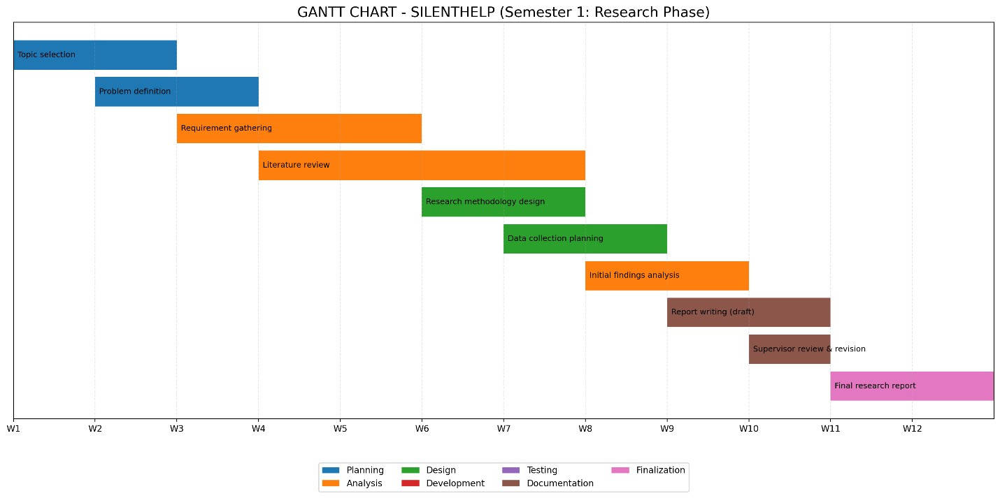 GANTT CHART - SILENTHELP (Semester 1: Research Phase)
Topic selection
Problem definition
Requirement gathering
Literature review
Research methodology design
Data collection planning
Initial findings analysis
Report writing (draft)
Supervisor review & revision
Final research report
W1 W2 W3 W4 W5 W6 W7 W8 W9 W10 W11 W12
Planning Design Testing Finalization
Analysis Development Documentation